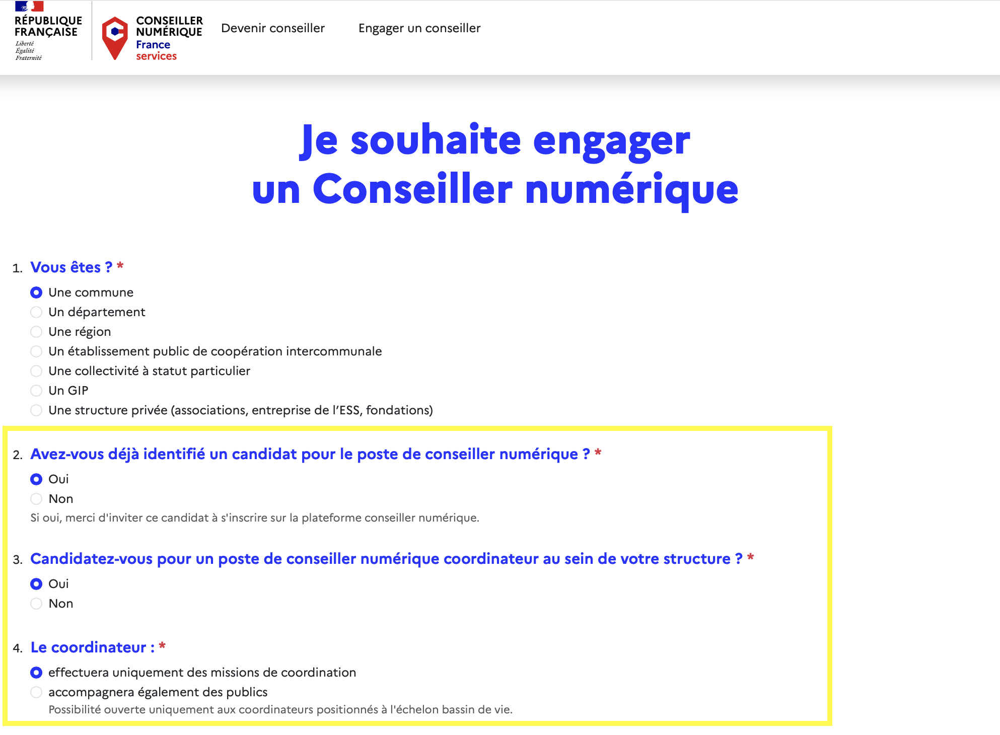 RÉPUBLIQUE
FRANÇAISE
Liberté
Égalité
Fraternité
CONSEILLER
NUMÉRIQUE
France
services
Devenir conseiller
Engager un conseiller
Je souhaite engager
un Conseiller numérique
1. Vous êtes ? *
Une commune
Un département
Une région
Un établissement public de coopération intercommunale
Une collectivité à statut particulier
Un GIP
Une structure privée (associations, entreprise de l’ESS, fondations)
2. Avez-vous déjà identifié un candidat pour le poste de conseiller numérique ? *
Oui
Non
Si oui, merci d'inviter ce candidat à s'inscrire sur la plateforme conseiller numérique.
3. Candidatez-vous pour un poste de conseiller numérique coordinateur au sein de votre structure ? *
Oui
Non
4. Le coordinateur : *
effectuera uniquement des missions de coordination
accompagnera également des publics
Possibilité ouverte uniquement aux coordinateurs positionnés à l'échelon bassin de vie.